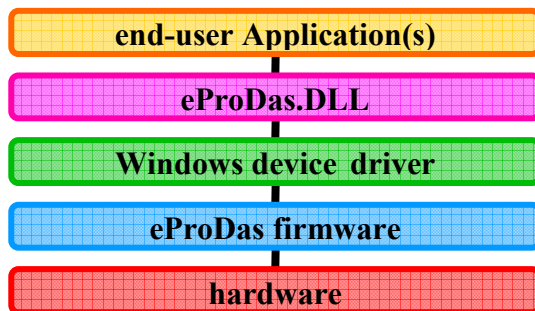 end-user Application(s)
eProDas.DLL
Windows device driver
eProDas firmware
hardware